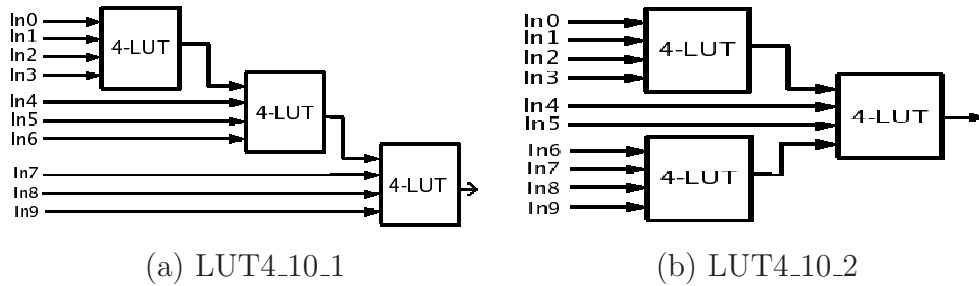 In0
In1
In2
In3
4-LUT
In4
In5
In6
4-LUT
In7
In8
In9
4-LUT
(a) LUT4_10_1
In0
In1
In2
In3
4-LUT
In4
In5
4-LUT
In6
In7
In8
In9
4-LUT
(b) LUT4_10_2